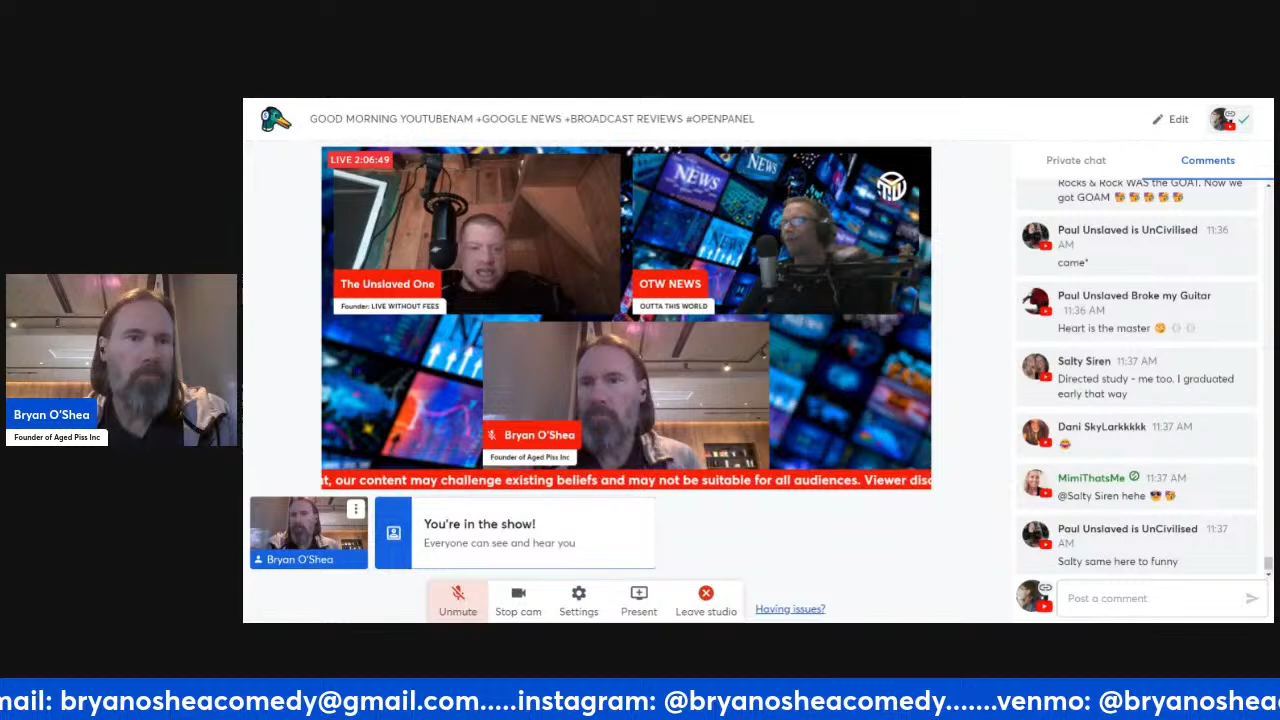 GOOD MORNING YOUTUBENAM +GOOGLE NEWS +BROADCAST REVIEWS #OPENPANEL
Edit
LIVE 2:06:49
NEWS
NEWS
NEWS
NEWS
The Unslaved One
Founder: LIVE WITHOUT FEES
OTW NEWS
OUTTA THIS WORLD
Bryan O'Shea
Founder of Aged Piss Inc
t, our content may challenge existing beliefs and may not be suitable for all audiences. Viewer disc
Bryan O'Shea
Founder of Aged Piss Inc
Bryan O'Shea
You're in the show!
Everyone can see and hear you
Unmute
Stop cam
Settings
Present
Leave studio
Having issues?
Private chat
Comments
Rocks & Rock WAS the GOAT. Now we
got GOAM
Paul Unslaved is UnCivilised 11:36
AM
came*
Paul Unslaved Broke my Guitar
11:36 AM
Heart is the master
Salty Siren 11:37 AM
Directed study - me too. I graduated
early that way
Dani SkyLarkkkkk 11:37 AM
MimiThatsMe 11:37 AM
@Salty Siren hehe
Paul Unslaved is UnCivilised 11:37
AM
Salty same here to funny
Post a comment
mail: bryanosheacomedy@gmail.com.....instagram: @bryanosheacomedy.......venmo: @bryanoshea